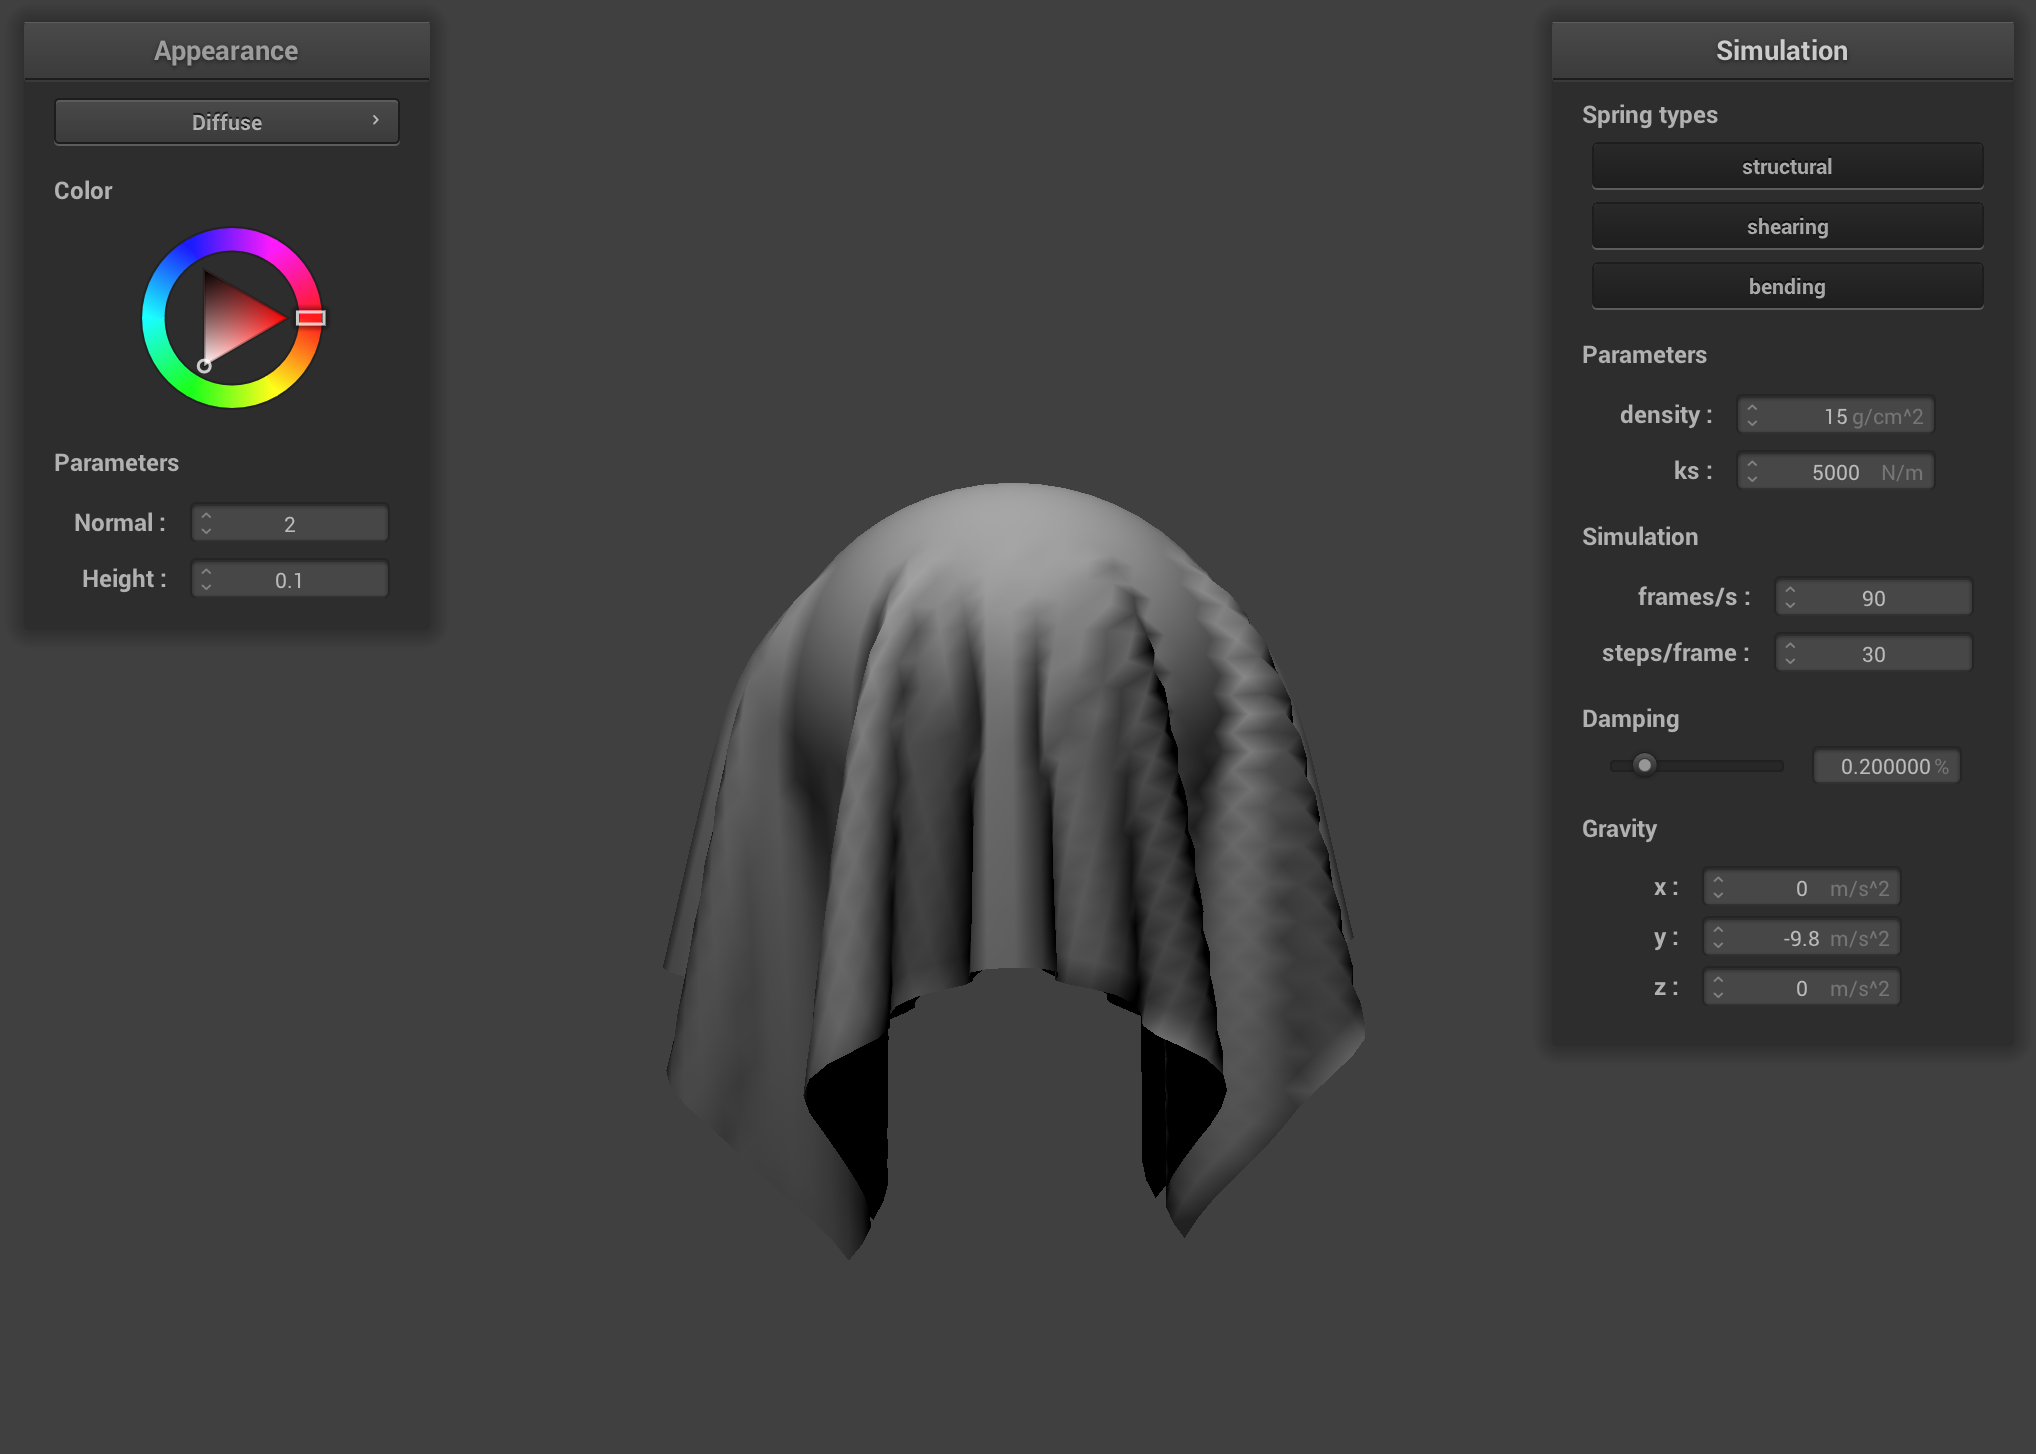 Appearance
Diffuse
Color
Parameters
Normal : 2
Height : 0.1
Simulation
Spring types
structural
shearing
bending
Parameters
density : 15 g/cm^2
ks : 5000 N/m
Simulation
frames/s : 90
steps/frame : 30
Damping
0.200000 %
Gravity
x : 0 m/s^2
y : -9.8 m/s^2
z : 0 m/s^2